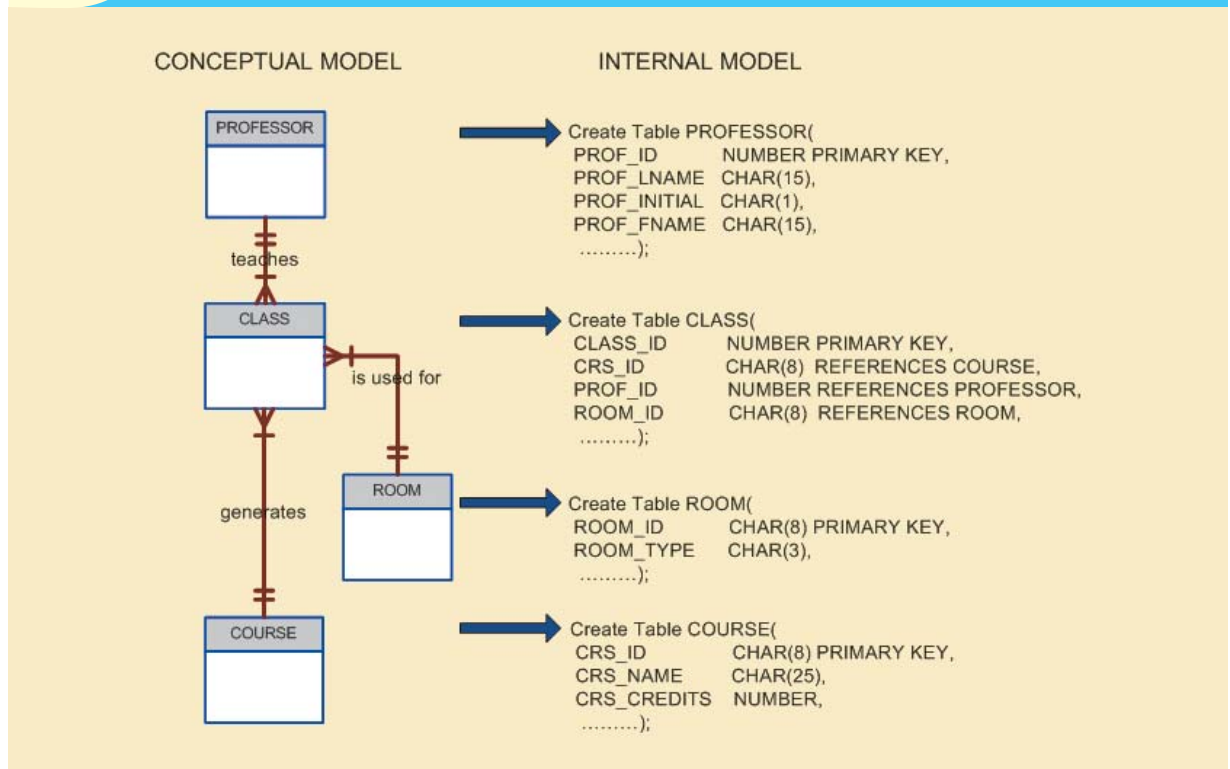 CONCEPTUAL MODEL
INTERNAL MODEL
PROFESSOR
teaches
CLASS
is used for
ROOM
generates
COURSE
Create Table PROFESSOR(
PROF_ID NUMBER PRIMARY KEY,
PROF_LNAME CHAR(15),
PROF_INITIAL CHAR(1),
PROF_FNAME CHAR(15),
.........);
Create Table CLASS(
CLASS_ID NUMBER PRIMARY KEY,
CRS_ID CHAR(8) REFERENCES COURSE,
PROF_ID NUMBER REFERENCES PROFESSOR,
ROOM_ID CHAR(8) REFERENCES ROOM,
.........);
Create Table ROOM(
ROOM_ID CHAR(8) PRIMARY KEY,
ROOM_TYPE CHAR(3),
.........);
Create Table COURSE(
CRS_ID CHAR(8) PRIMARY KEY,
CRS_NAME CHAR(25),
CRS_CREDITS NUMBER,
.........);